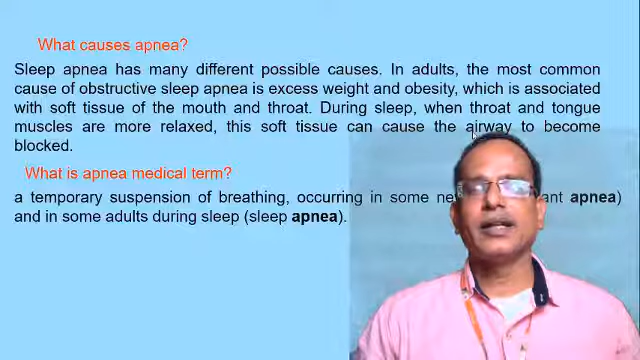 What causes apnea?
Sleep apnea has many different possible causes. In adults, the most common
cause of obstructive sleep apnea is excess weight and obesity, which is associated
with soft tissue of the mouth and throat. During sleep, when throat and tongue
muscles are more relaxed, this soft tissue can cause the airway to become
blocked.
What is apnea medical term?
a temporary suspension of breathing, occurring in some apnea)
and in some adults during sleep (sleep apnea).